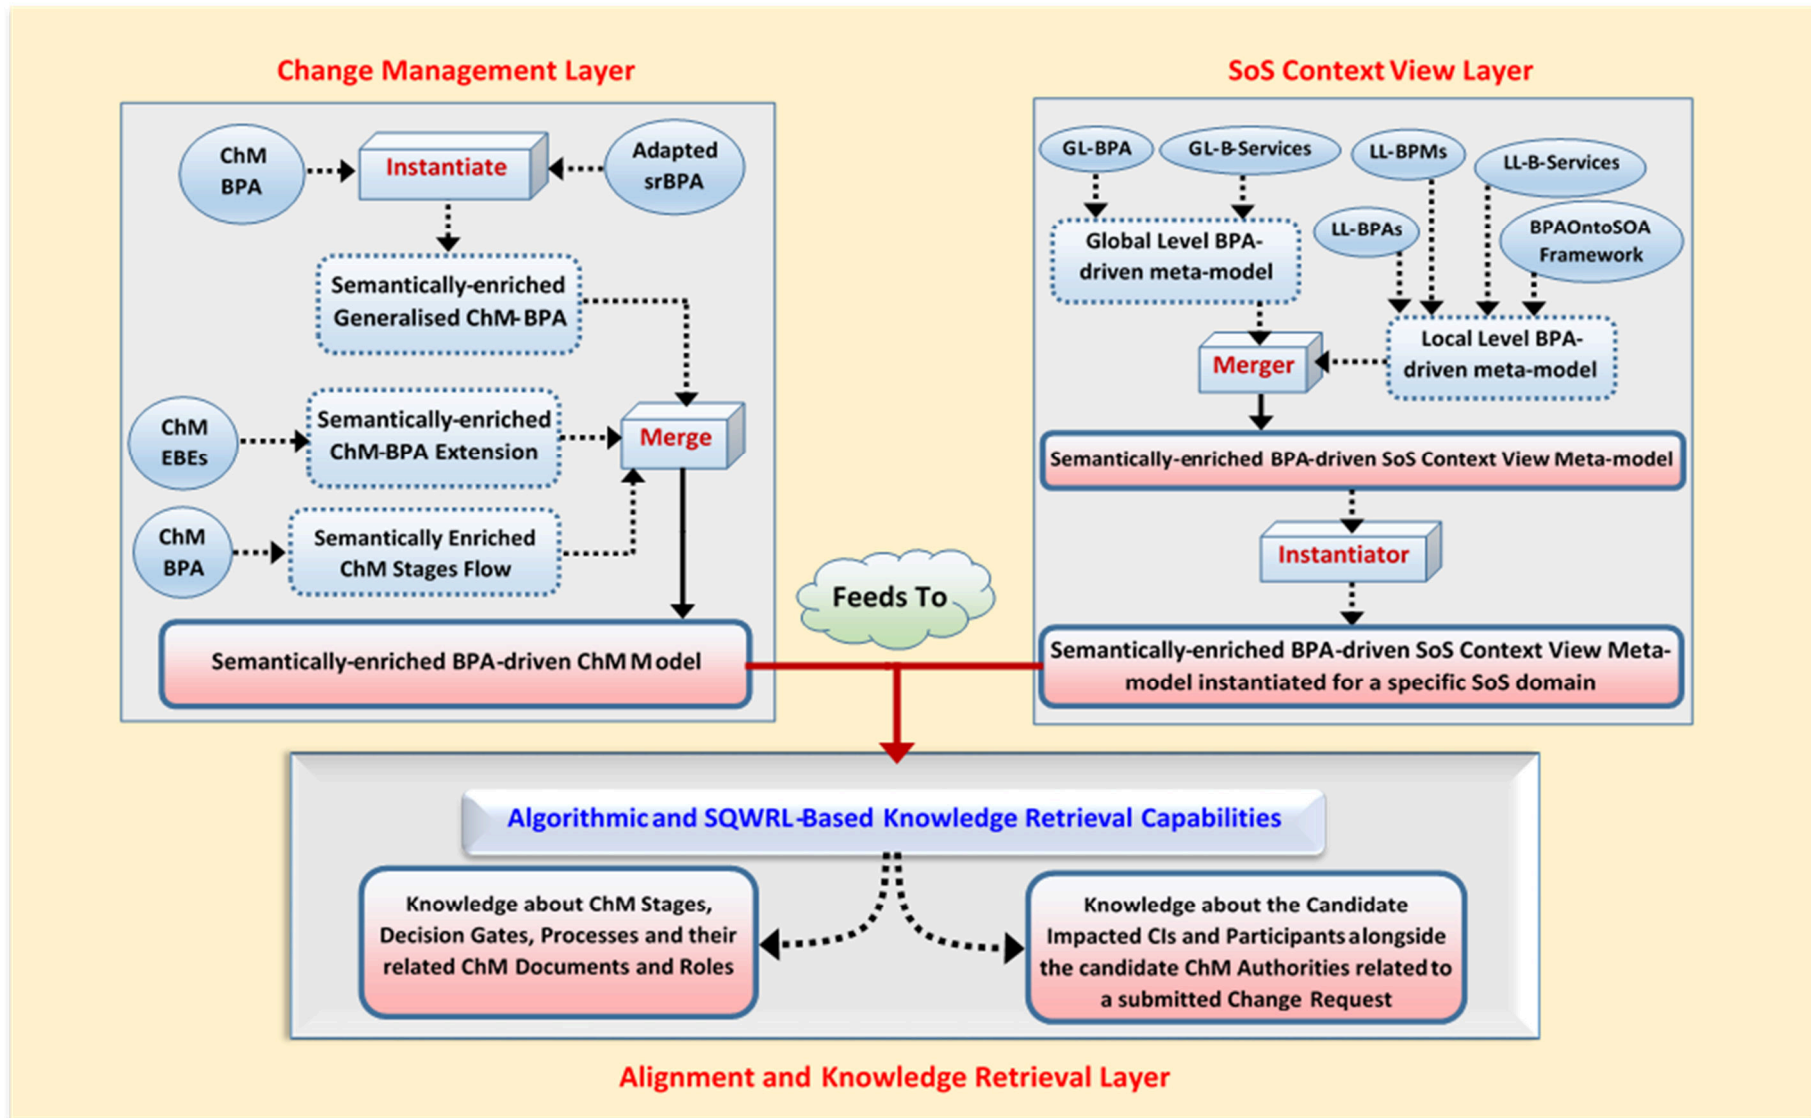 Change Management Layer
ChM
BPA
Instantiate
Adapted
srBPA
Semantically-enriched
Generalised ChM-BPA
ChM
EBEs
Semantically-enriched
ChM-BPA Extension
Merge
ChM
BPA
Semantically Enriched
ChM Stages Flow
Semantically-enriched BPA-driven ChM Model
Feeds To
SoS Context View Layer
GL-BPA
GL-B-Services
LL-BPMs
LL-B-Services
LL-BPAs
BPAOntoSOA
Framework
Global Level BPA-
driven meta-model
Local Level BPA-
driven meta-model
Merger
Semantically-enriched BPA-driven SoS Context View Meta-model
Instantiator
Semantically-enriched BPA-driven SoS Context View Meta-
model instantiated for a specific SoS domain
Algorithmic and SQWRL-Based Knowledge Retrieval Capabilities
Knowledge about ChM Stages,
Decision Gates, Processes and their
related ChM Documents and Roles
Knowledge about the Candidate
Impacted CIs and Participants alongside
the candidate ChM Authorities related to
a submitted Change Request
Alignment and Knowledge Retrieval Layer